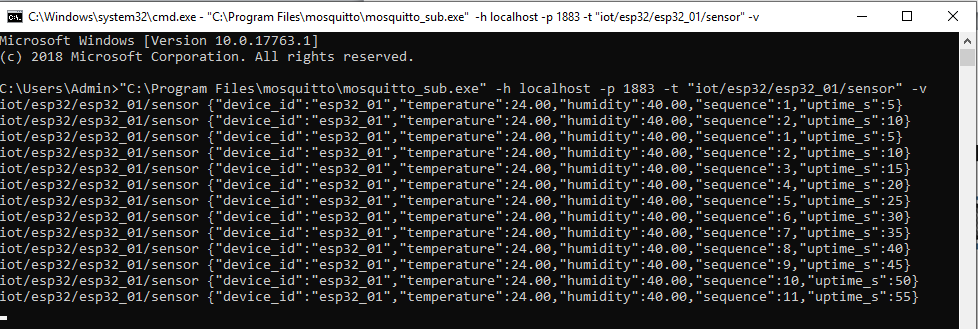 C:\Windows\system32\cmd.exe - "C:\Program Files\mosquitto\mosquitto_sub.exe" -h localhost -p 1883 -t "iot/esp32/esp32_01/sensor" -v
Microsoft Windows [Version 10.0.17763.1]
(c) 2018 Microsoft Corporation. All rights reserved.
C:\Users\Admin>"C:\Program Files\mosquitto\mosquitto_sub.exe" -h localhost -p 1883 -t "iot/esp32/esp32_01/sensor" -v
iot/esp32/esp32_01/sensor {"device_id":"esp32_01","temperature":24.00,"humidity":40.00,"sequence":1,"uptime_s":5}
iot/esp32/esp32_01/sensor {"device_id":"esp32_01","temperature":24.00,"humidity":40.00,"sequence":2,"uptime_s":10}
iot/esp32/esp32_01/sensor {"device_id":"esp32_01","temperature":24.00,"humidity":40.00,"sequence":1,"uptime_s":5}
iot/esp32/esp32_01/sensor {"device_id":"esp32_01","temperature":24.00,"humidity":40.00,"sequence":2,"uptime_s":10}
iot/esp32/esp32_01/sensor {"device_id":"esp32_01","temperature":24.00,"humidity":40.00,"sequence":3,"uptime_s":15}
iot/esp32/esp32_01/sensor {"device_id":"esp32_01","temperature":24.00,"humidity":40.00,"sequence":4,"uptime_s":20}
iot/esp32/esp32_01/sensor {"device_id":"esp32_01","temperature":24.00,"humidity":40.00,"sequence":5,"uptime_s":25}
iot/esp32/esp32_01/sensor {"device_id":"esp32_01","temperature":24.00,"humidity":40.00,"sequence":6,"uptime_s":30}
iot/esp32/esp32_01/sensor {"device_id":"esp32_01","temperature":24.00,"humidity":40.00,"sequence":7,"uptime_s":35}
iot/esp32/esp32_01/sensor {"device_id":"esp32_01","temperature":24.00,"humidity":40.00,"sequence":8,"uptime_s":40}
iot/esp32/esp32_01/sensor {"device_id":"esp32_01","temperature":24.00,"humidity":40.00,"sequence":9,"uptime_s":45}
iot/esp32/esp32_01/sensor {"device_id":"esp32_01","temperature":24.00,"humidity":40.00,"sequence":10,"uptime_s":50}
iot/esp32/esp32_01/sensor {"device_id":"esp32_01","temperature":24.00,"humidity":40.00,"sequence":11,"uptime_s":55}